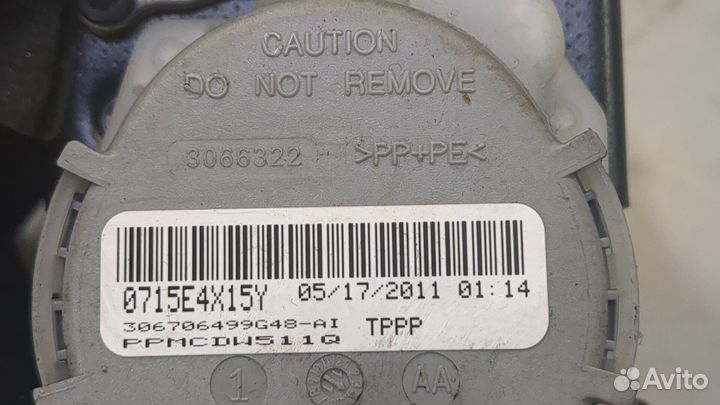 CAUTION
DO NOT REMOVE
3066322
>PP+PE<
0715E4X15Y 05/17/2011 01:14
306706499G48-AI TPPP
PPMCDW511Q
1
AA
Avito